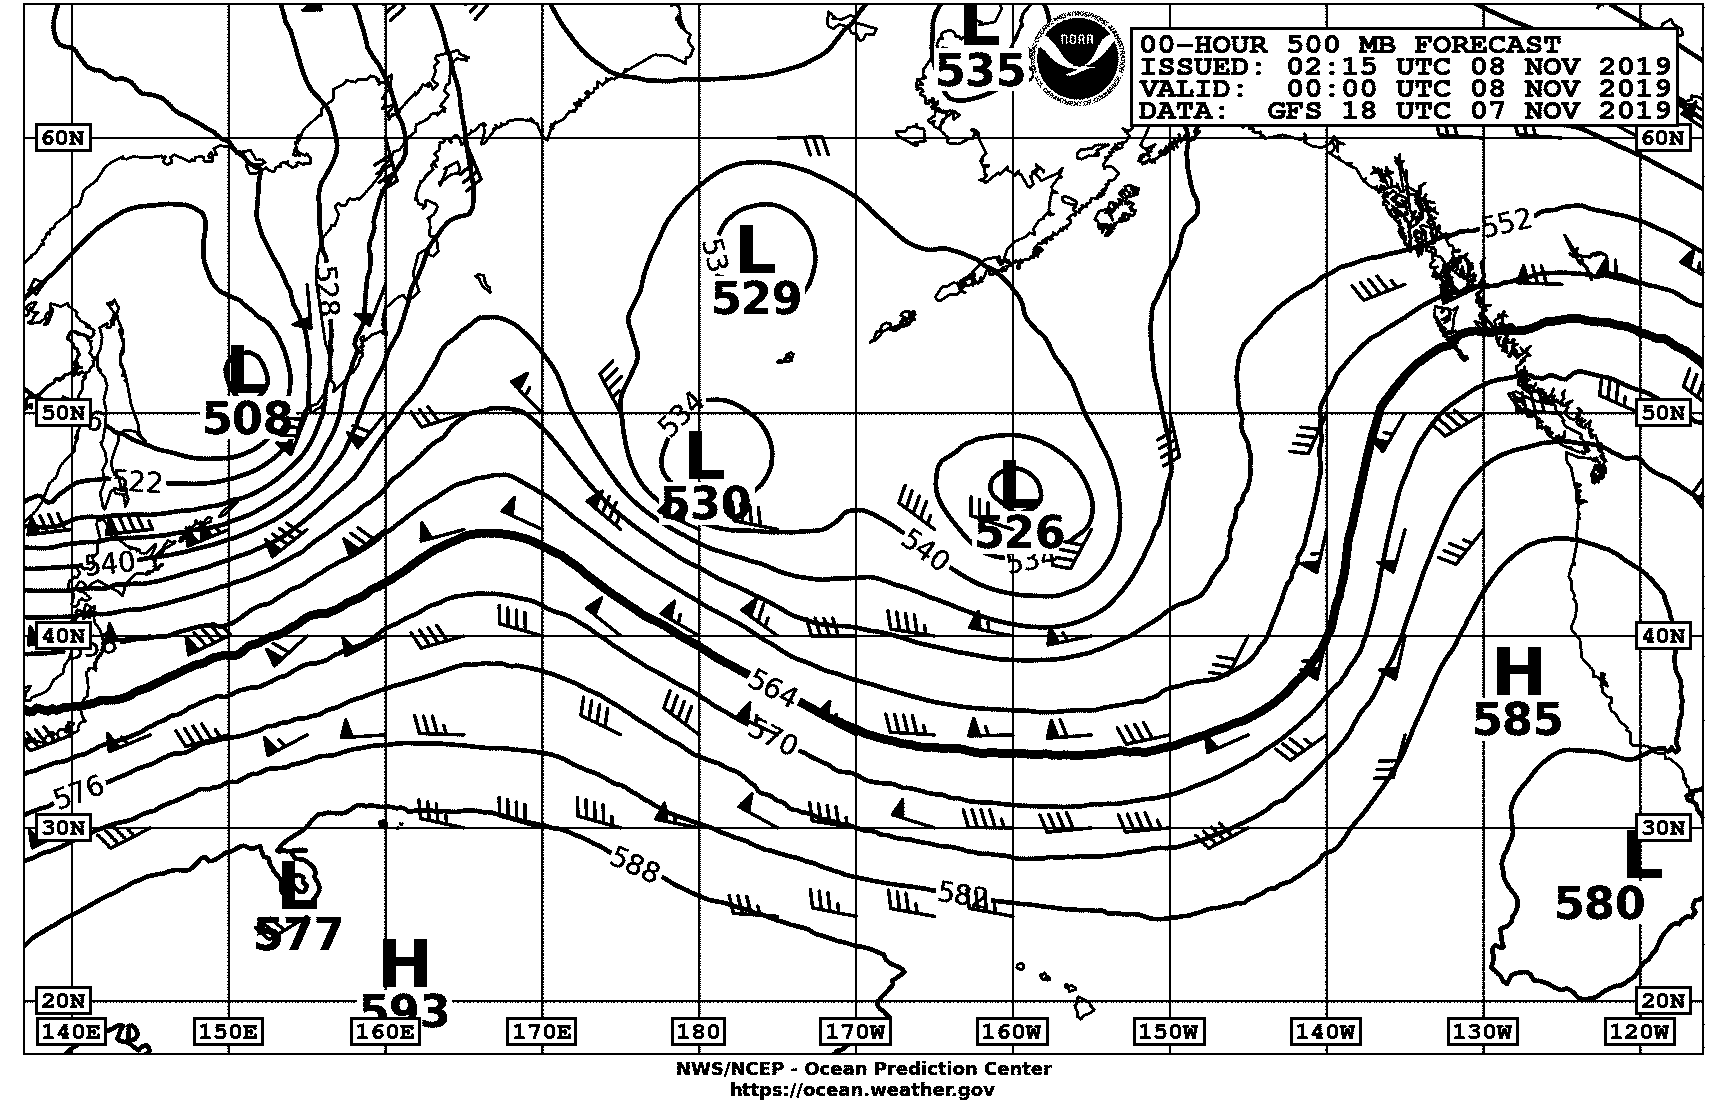 L
535
NOAA
00-HOUR 500 MB FORECAST
ISSUED: 02:15 UTC 08 NOV 2019
VALID: 00:00 UTC 08 NOV 2019
DATA: GFS 18 UTC 07 NOV 2019
60N
60N
552
L
529
528
L
508
50N
534
50N
L
530
L
526
522
540
540
534
40N
40N
H
585
564
570
576
30N
30N
588
L
577
582
L
580
H
593
20N
20N
140E 150E 160E 170E 180 170W 160W 150W 140W 130W 120W
NWS/NCEP - Ocean Prediction Center
https://ocean.weather.gov